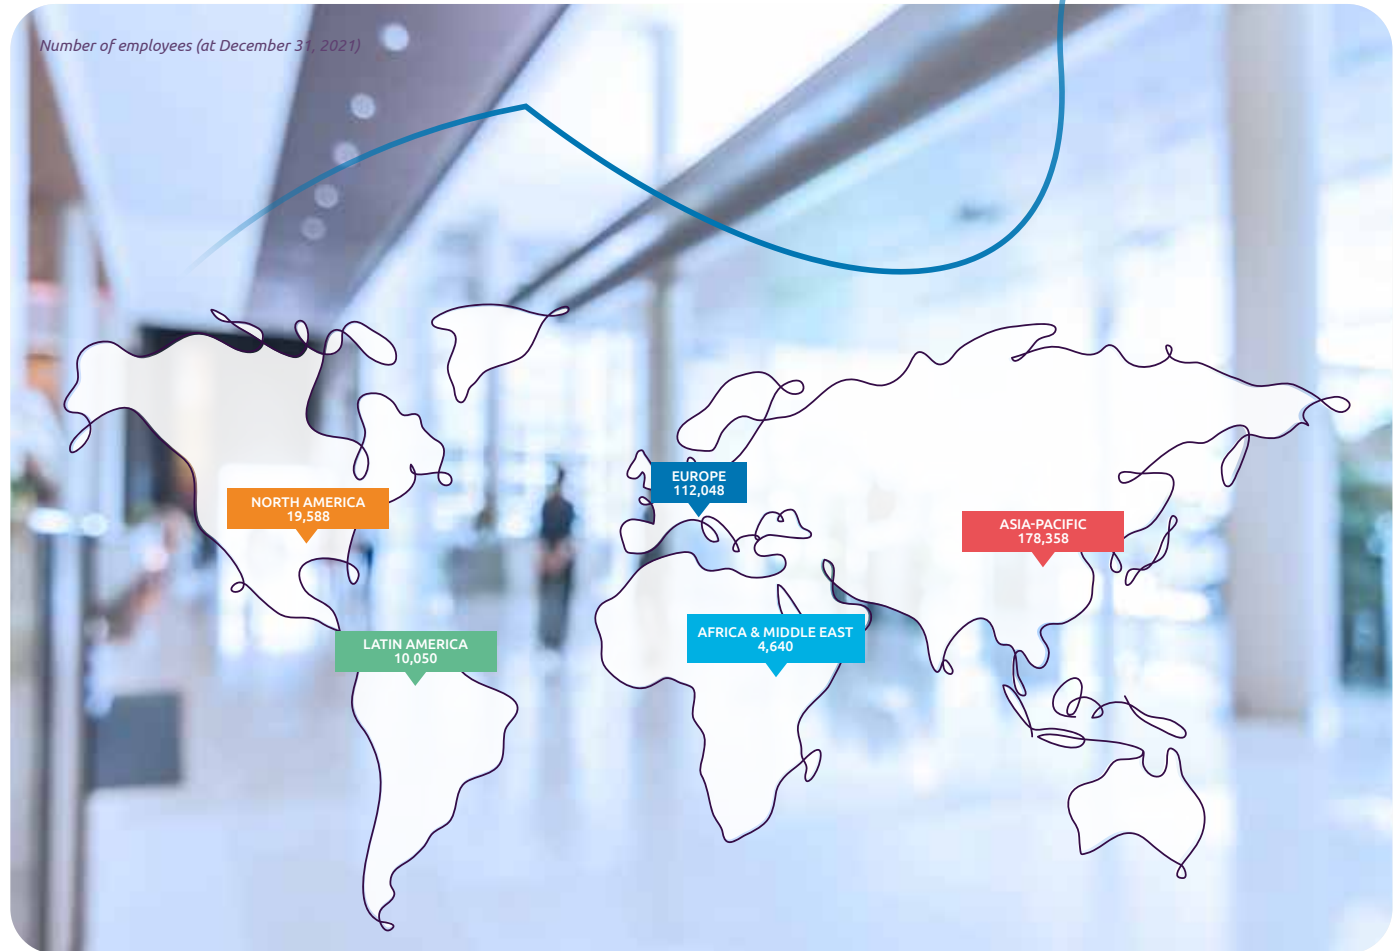 Number of employees (at December 31, 2021)
EUROPE
112,048
NORTH AMERICA
19,588
ASIA-PACIFIC
178,358
AFRICA & MIDDLE EAST
4,640
LATIN AMERICA
10,050